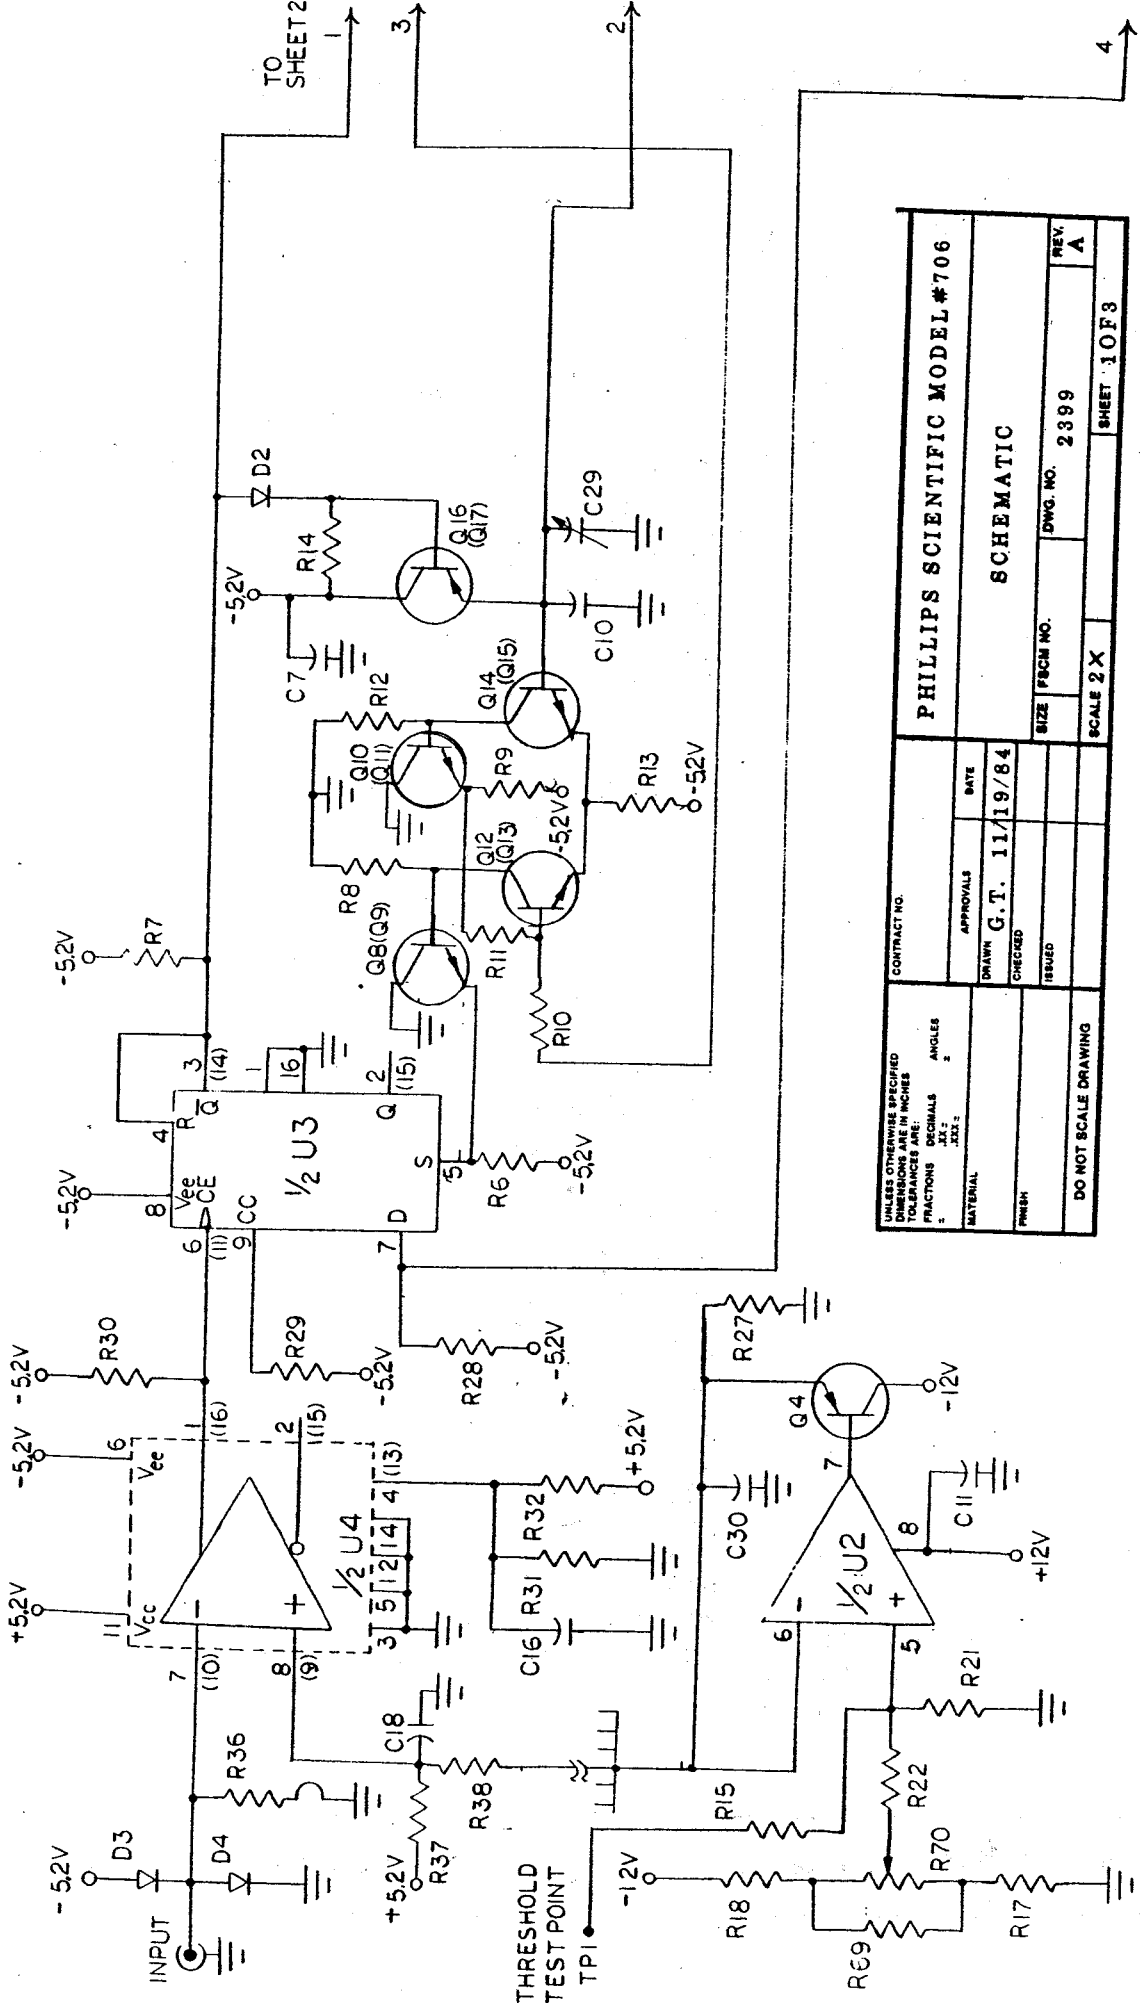 TO
SHEET2
1
3
2
4
INPUT
-5.2V
D3
D4
R36
7
(10)
8
(9)
+5.2V
11
Vcc
-5.2V
6
Vee
-
+
1/2 U4
1
(16)
2
(15)
3
5
12
14
4
(13)
-5.2V
R30
-5.2V
8
Vee
6
(11)
CE
9
CC
R29
-5.2V
4
R
3
(14)
Q
1
16
1/2 U3
Q
2
(15)
S
5
D
7
R28
-5.2V
R6
-5.2V
-5.2V
R7
D2
R14
-5.2V
C7
Q16
(Q17)
R12
Q10
(Q11)
R9
-5.2V
R8
Q8(Q9)
R11
Q12
(Q13)
Q14
(Q15)
R13
-5.2V
R10
C10
C29
C18
+5.2V
R37
R38
C16
R31
R32
+5.2V
C30
R27
Q4
-12V
7
6
-
1/2 U2
+
5
8
C11
+12V
R21
R22
R15
THRESHOLD
TEST POINT
TP1
-12V
R18
R70
R69
R17
UNLESS OTHERWISE SPECIFIED
DIMENSIONS ARE IN INCHES
TOLERANCES ARE:
FRACTIONS DECIMALS ANGLES
± .XX ± ±
.XXX ±
MATERIAL
FINISH
DO NOT SCALE DRAWING
CONTRACT NO.
APPROVALS DATE
DRAWN G.T. 11/19/84
CHECKED
ISSUED
PHILLIPS SCIENTIFIC MODEL#706
SCHEMATIC
SIZE FSCM NO. DWG. NO. 2399 REV. A
SCALE 2X SHEET 1OF3